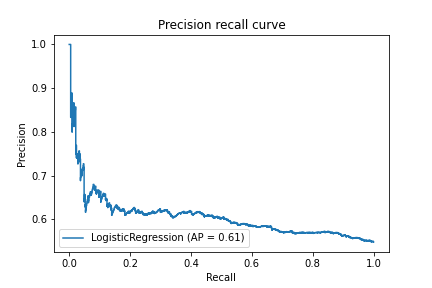 Precision recall curve
1.0
0.9
0.8
0.7
0.6
Precision
LogisticRegression (AP = 0.61)
0.0 0.2 0.4 0.6 0.8 1.0
Recall